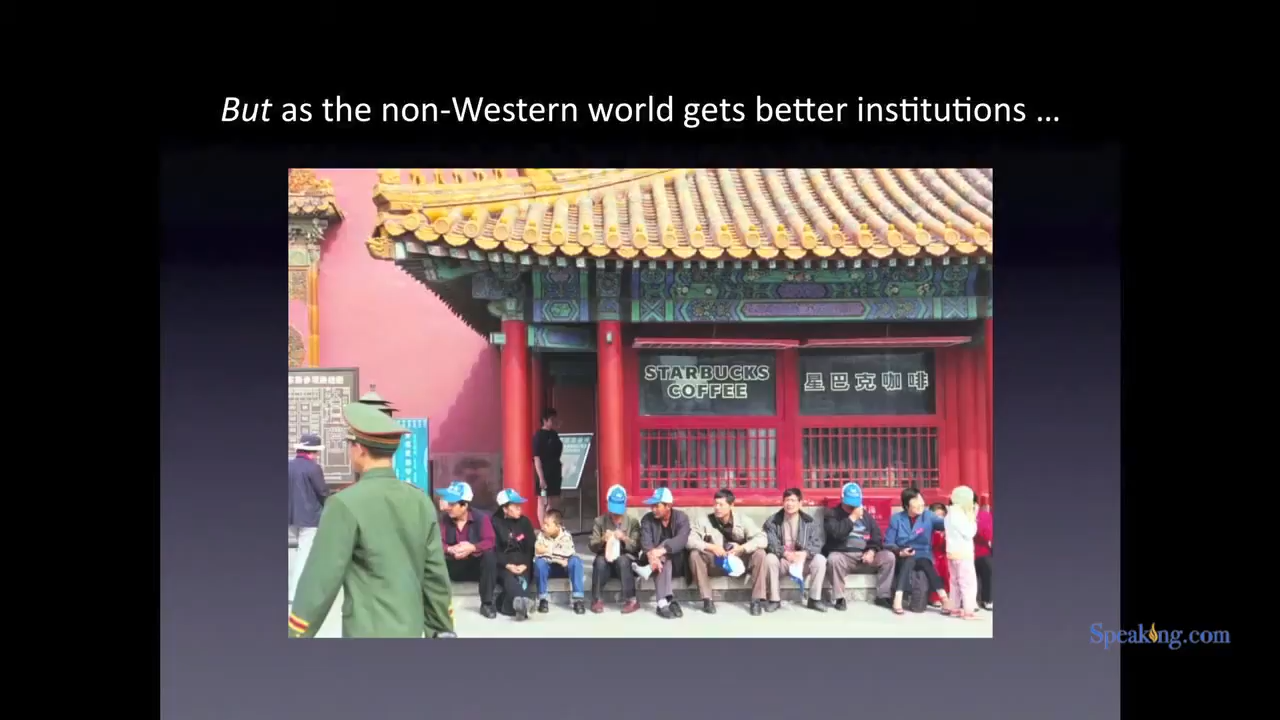 But as the non-Western world gets better institutions ...
STARBUCKS
COFFEE
星巴克咖啡
Speaking.com